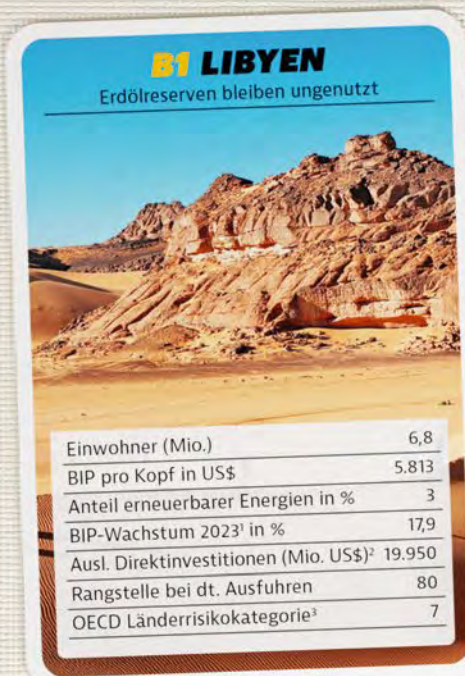 B1 LIBYEN
Erdölreserven bleiben ungenutzt
Einwohner (Mio.) 6,8
BIP pro Kopf in US$ 5.813
Anteil erneuerbarer Energien in % 3
BIP-Wachstum 2023¹ in % 17,9
Ausl. Direktinvestitionen (Mio. US$)² 19.950
Rangstelle bei dt. Ausfuhren 80
OECD Länderrisikokategorie³ 7